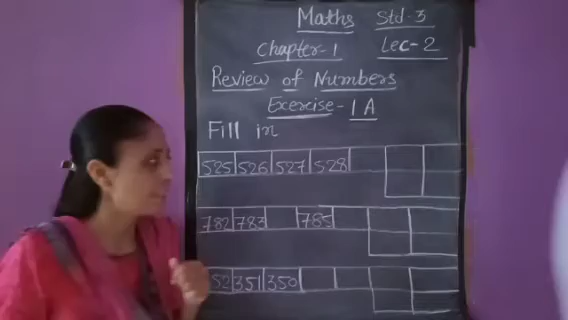 Maths Std-3
Chapter-1 Lec-2
Review of Numbers
Exercise-1A
Fill in
525 526 527 528
782 783 785
52 351 350